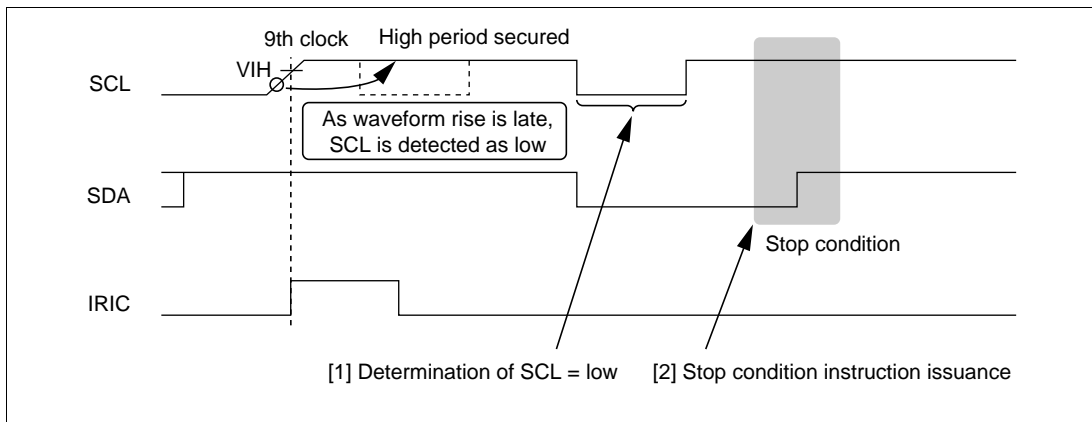 9th clock
High period secured
VIH
SCL
As waveform rise is late,
SCL is detected as low
SDA
Stop condition
IRIC
[1] Determination of SCL = low
[2] Stop condition instruction issuance